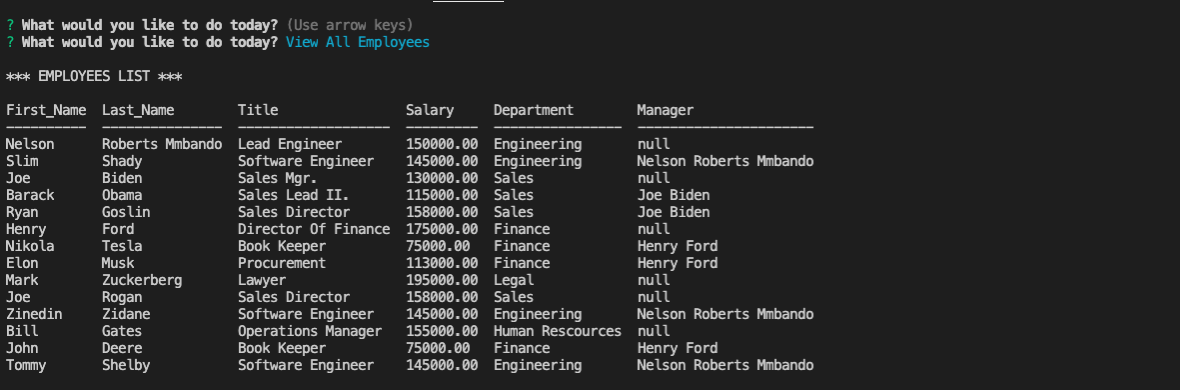 ? What would you like to do today? (Use arrow keys)
? What would you like to do today? View All Employees
*** EMPLOYEES LIST ***
First_Name  Last_Name        Title                Salary     Department        Manager
----------  ---------------  -------------------  ---------  ----------------  ----------------------
Nelson      Roberts Mmbando  Lead Engineer        150000.00  Engineering       null
Slim        Shady            Software Engineer    145000.00  Engineering       Nelson Roberts Mmbando
Joe         Biden            Sales Mgr.           130000.00  Sales             null
Barack      Obama            Sales Lead II.       115000.00  Sales             Joe Biden
Ryan        Goslin           Sales Director       158000.00  Sales             Joe Biden
Henry       Ford             Director Of Finance  175000.00  Finance           null
Nikola      Tesla            Book Keeper          75000.00   Finance           Henry Ford
Elon        Musk             Procurement          113000.00  Finance           Henry Ford
Mark        Zuckerberg       Lawyer               195000.00  Legal             null
Joe         Rogan            Sales Director       158000.00  Sales             null
Zinedin     Zidane           Software Engineer    145000.00  Engineering       Nelson Roberts Mmbando
Bill        Gates            Operations Manager   155000.00  Human Rescources  null
John        Deere            Book Keeper          75000.00   Finance           Henry Ford
Tommy       Shelby           Software Engineer    145000.00  Engineering       Nelson Roberts Mmbando